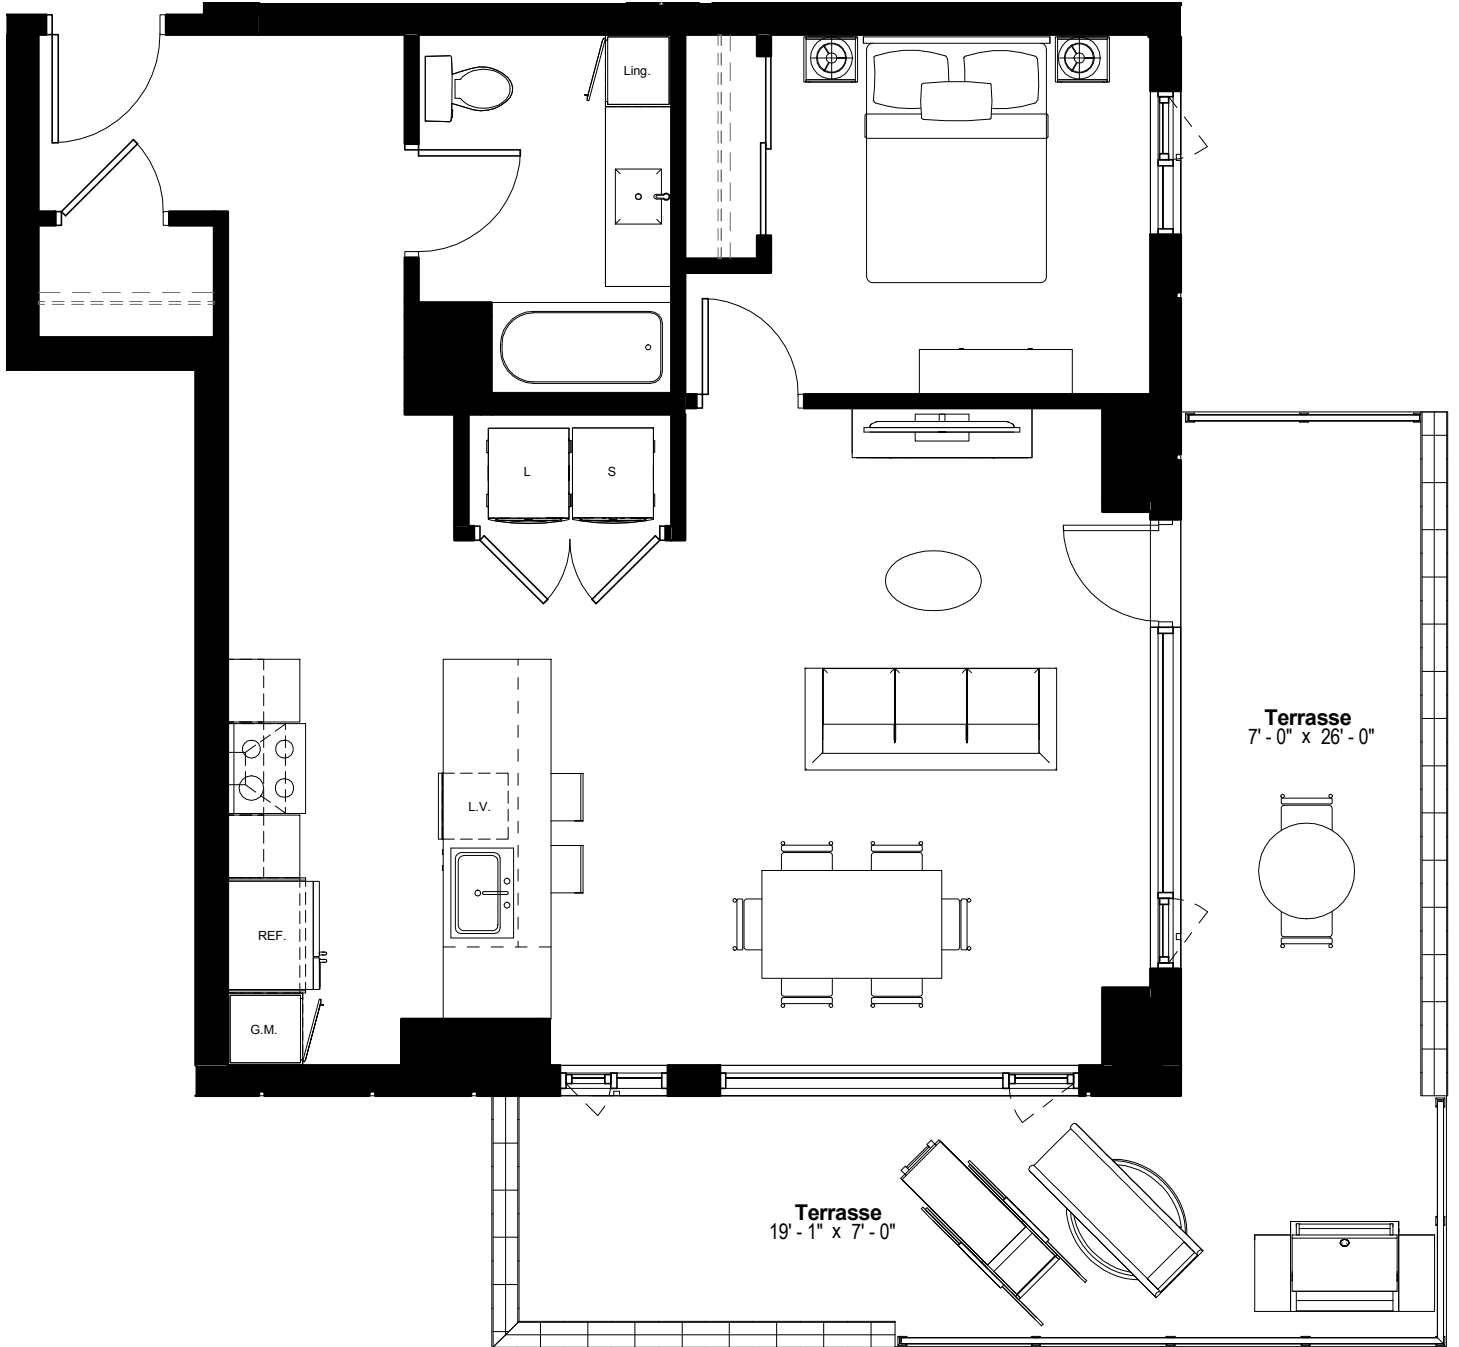 Ling.
L
S
Terrasse
7' - 0" x 26' - 0"
L.V.
REF.
G.M.
Terrasse
19' - 1" x 7' - 0"